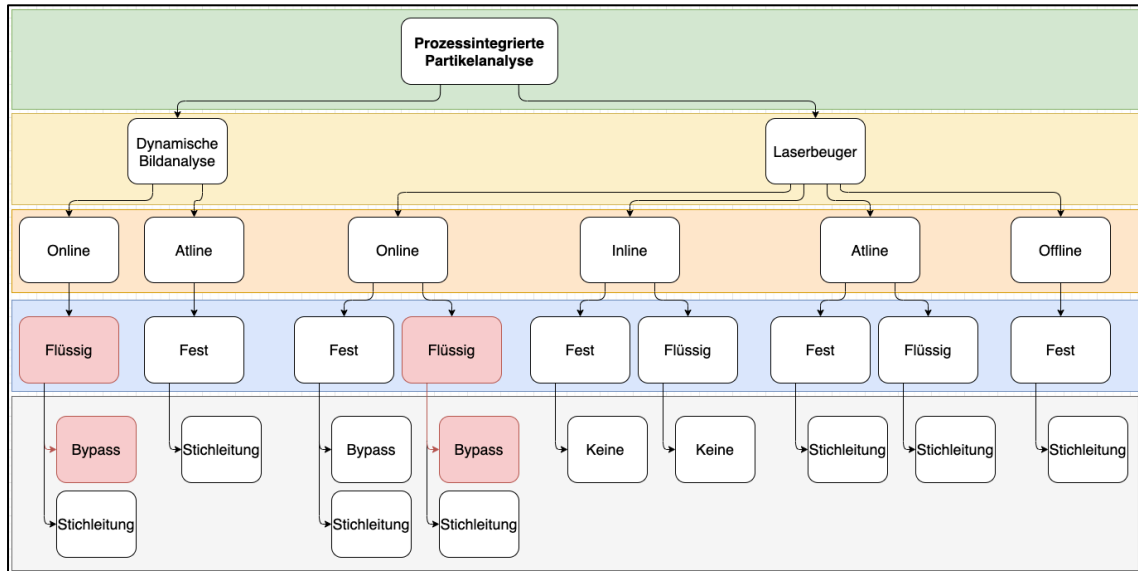 Prozessintegrierte
Partikelanalyse
Dynamische
Bildanalyse
Laserbeuger
Online
Atline
Online
Inline
Atline
Offline
Flüssig
Fest
Fest
Flüssig
Fest
Flüssig
Fest
Flüssig
Fest
Bypass
Stichleitung
Bypass
Bypass
Keine
Keine
Stichleitung
Stichleitung
Stichleitung
Stichleitung
Stichleitung
Stichleitung